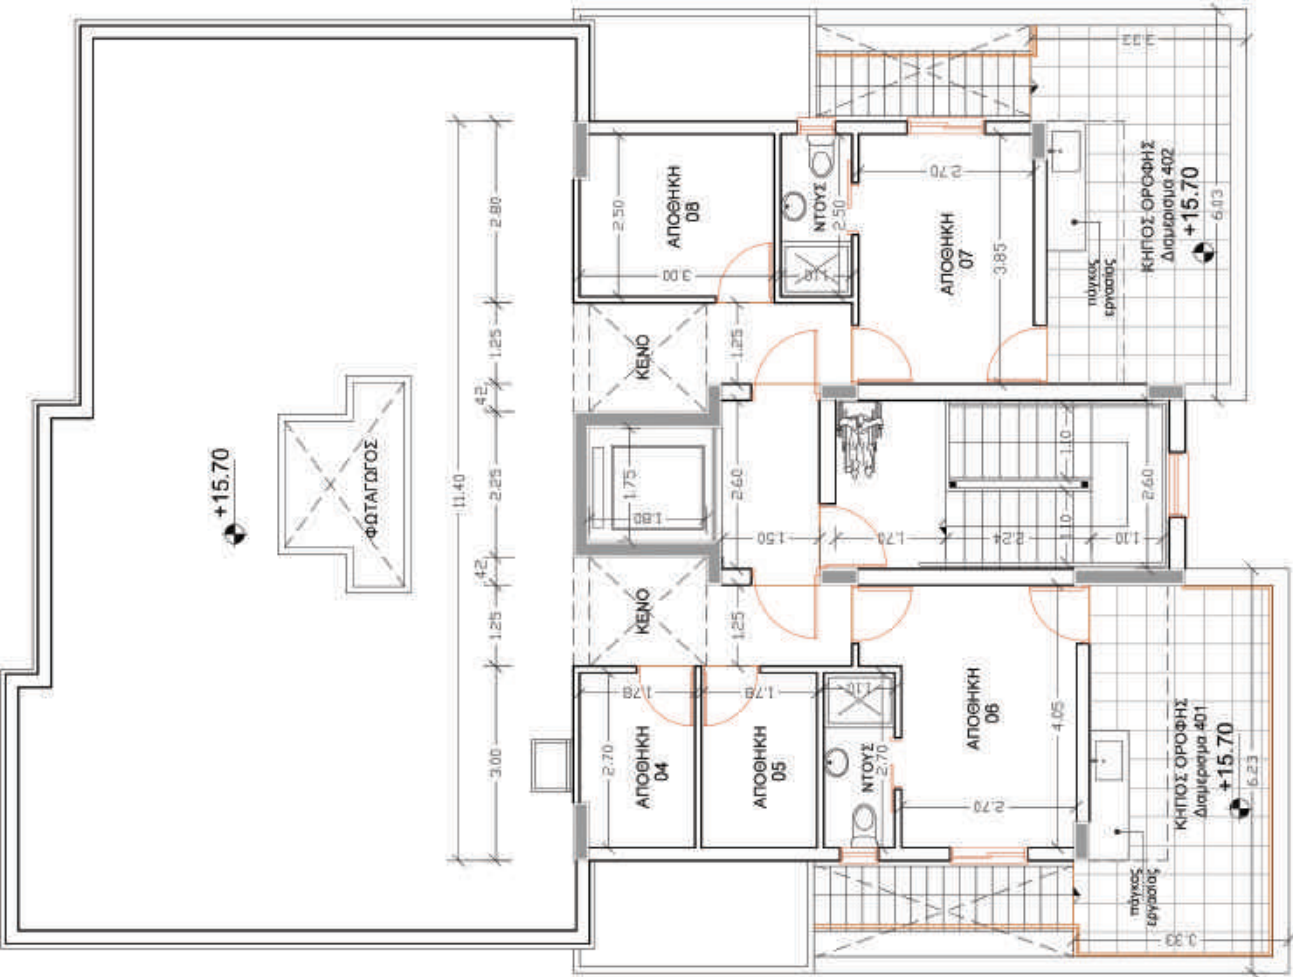 +15.70
ΦΩΤΑΓΩΓΟΣ
11.40
2.80
1.25
.42
2.25
.42
1.25
3.00
2.50
ΑΠΟΘΗΚΗ
08
3.00
ΝΤΟΥΣ
2.50
1.10
2.70
ΑΠΟΘΗΚΗ
07
3.85
3.33
ΚΗΠΟΣ ΟΡΟΦΗΣ
Διαμερισμα 402
+15.70
6.03
πάγκος
εργασίας
ΚΕΝΟ
1.25
1.75
1.80
2.60
1.50
1.70
2.24
1.10
1.10
1.10
2.60
ΚΕΝΟ
1.25
1.78
2.70
ΑΠΟΘΗΚΗ
04
1.78
ΑΠΟΘΗΚΗ
05
1.10
ΝΤΟΥΣ
2.70
ΑΠΟΘΗΚΗ
06
4.05
2.70
ΚΗΠΟΣ ΟΡΟΦΗΣ
Διαμερισμα 401
+15.70
6.23
πάγκος
εργασίας
3.33